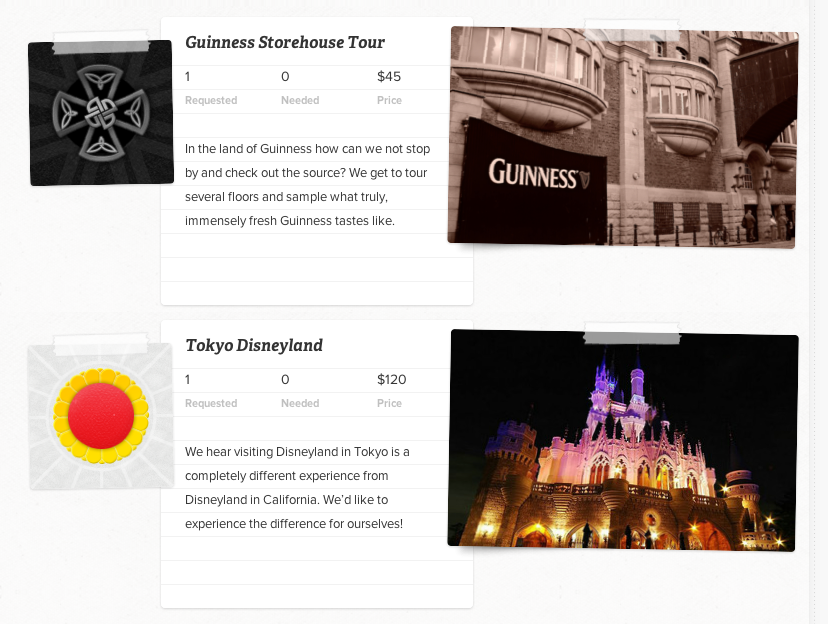 Guinness Storehouse Tour
1 0 $45
Requested Needed Price
In the land of Guinness how can we not stop
by and check out the source? We get to tour
several floors and sample what truly,
immensely fresh Guinness tastes like.
GUINNESS
Tokyo Disneyland
1 0 $120
Requested Needed Price
We hear visiting Disneyland in Tokyo is a
completely different experience from
Disneyland in California. We'd like to
experience the difference for ourselves!